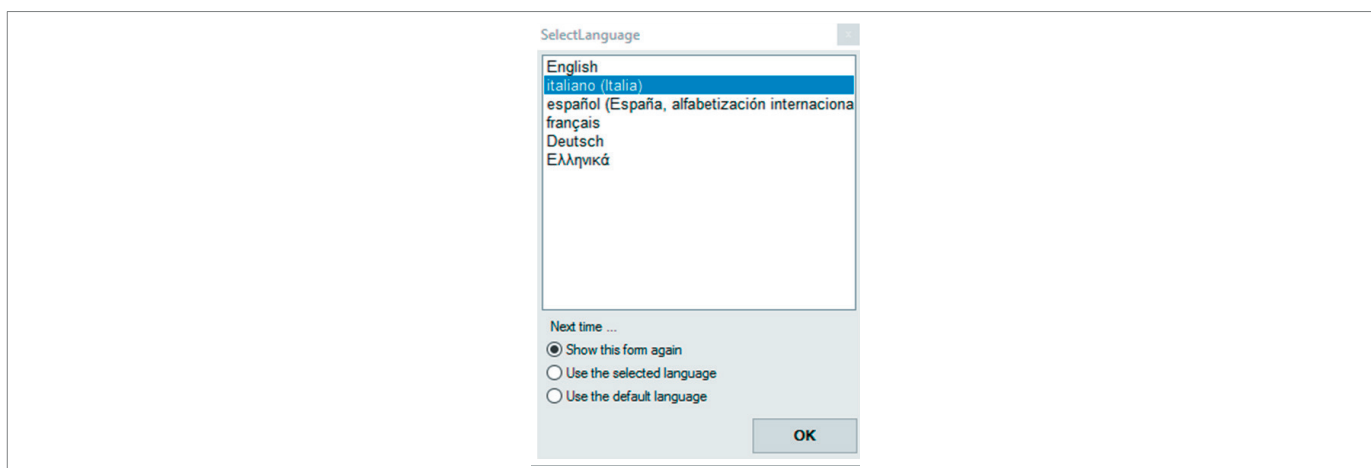 SelectLanguage
English
italiano (Italia)
español (España, alfabetización internaciona
français
Deutsch
Ελληνικά
Next time ...
Show this form again
Use the selected language
Use the default language
OK